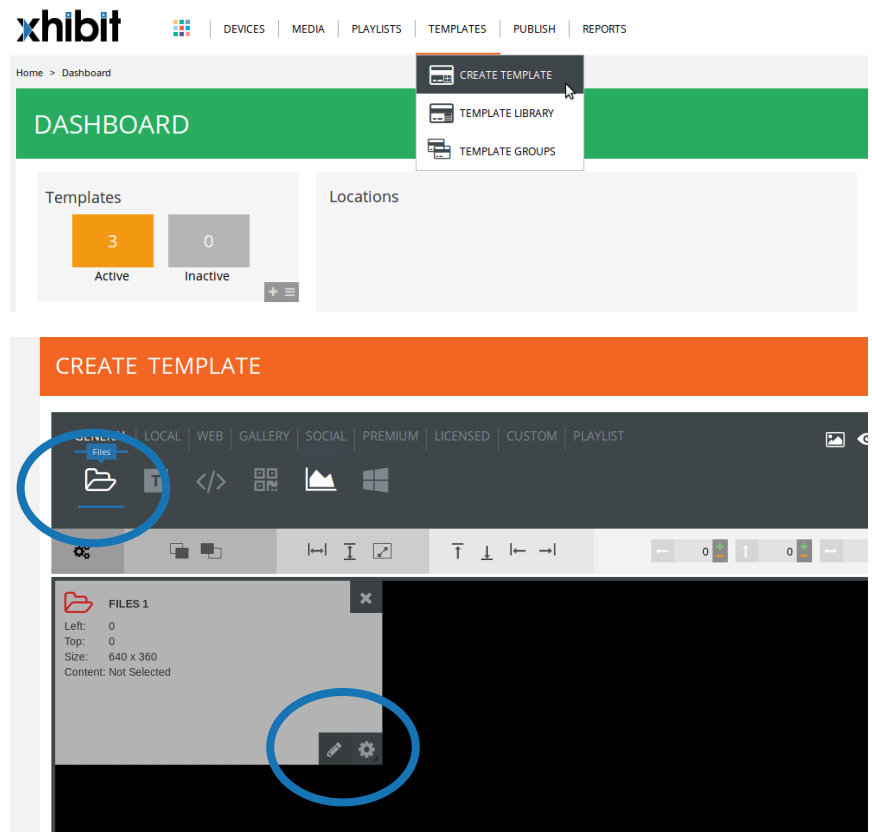 xhibit
DEVICES MEDIA PLAYLISTS TEMPLATES PUBLISH REPORTS
Home > Dashboard
CREATE TEMPLATE
TEMPLATE LIBRARY
TEMPLATE GROUPS
DASHBOARD
Templates
3
0
Active
Inactive
Locations
CREATE TEMPLATE
GENERAL LOCAL WEB GALLERY SOCIAL PREMIUM LICENSED CUSTOM PLAYLIST
Files
T
0
0
FILES 1
Left: 0
Top: 0
Size: 640 x 360
Content: Not Selected